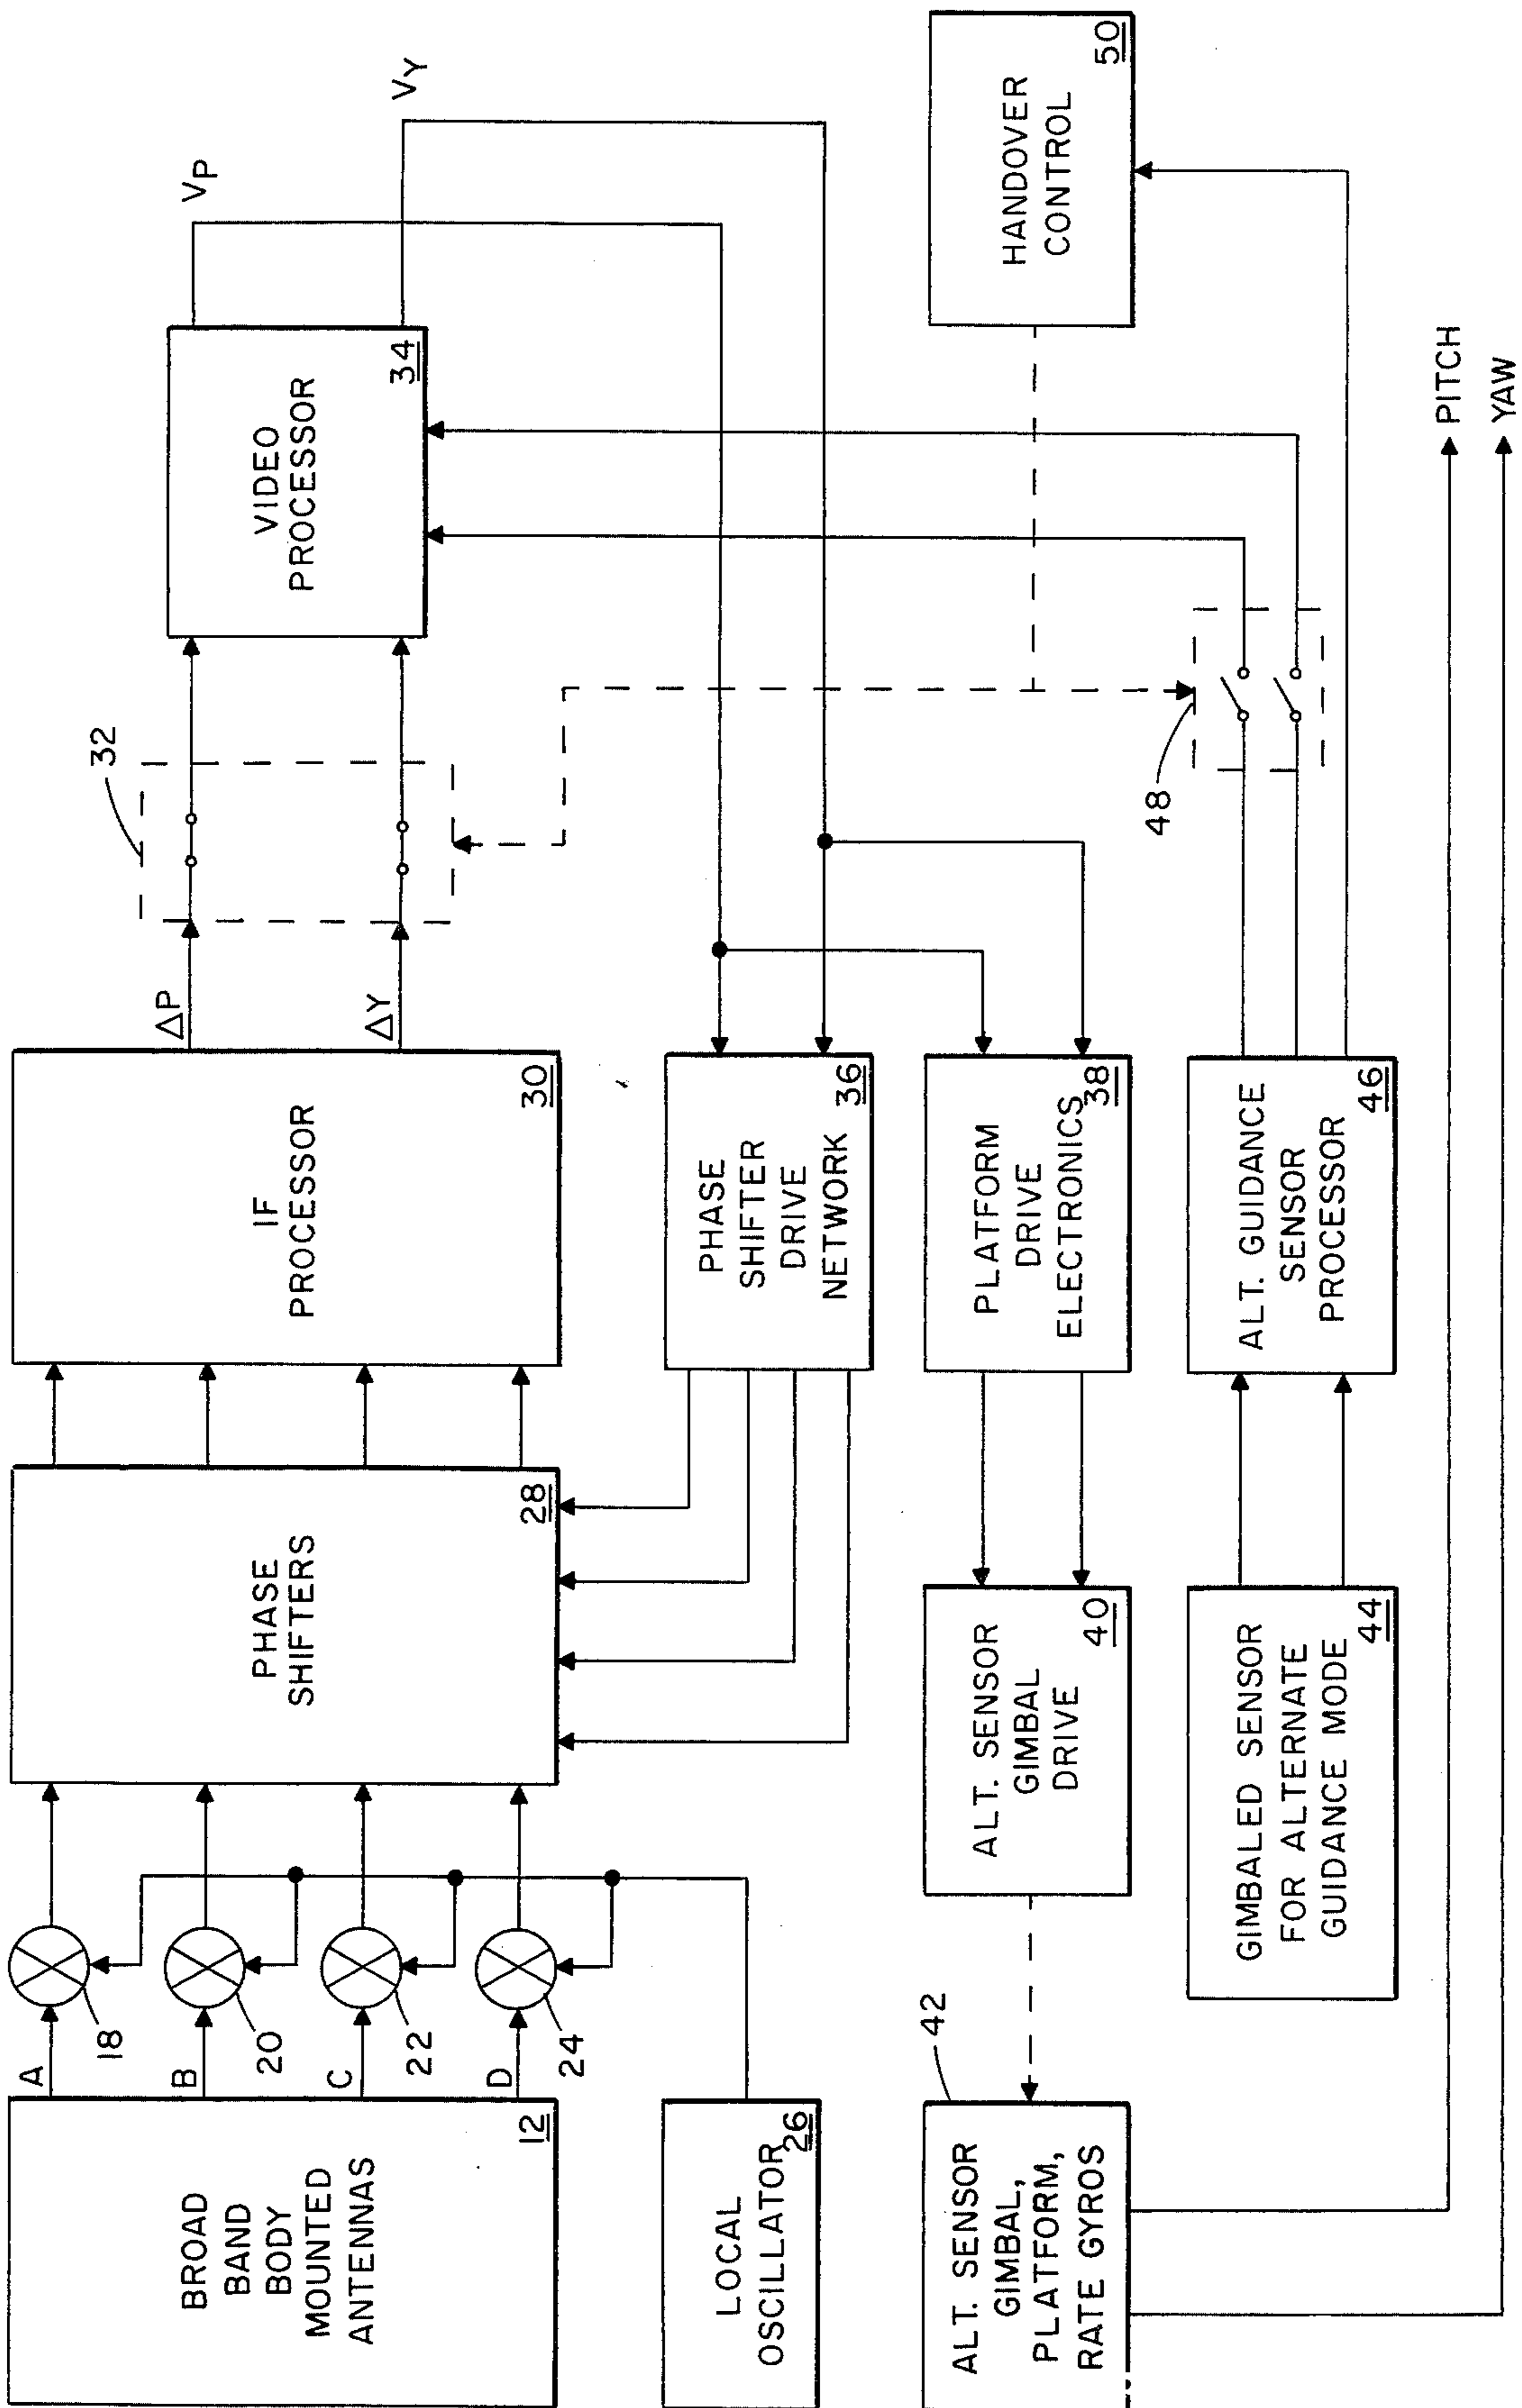 BROAD
BAND
BODY
MOUNTED
ANTENNAS
12
A
B
C
D
18
20
22
24
LOCAL
OSCILLATOR
26
PHASE
SHIFTERS
28
IF
PROCESSOR
30
ΔP
ΔY
32
VIDEO
PROCESSOR
34
VP
VY
PHASE
SHIFTER
DRIVE
NETWORK
36
PLATFORM
DRIVE
ELECTRONICS
38
ALT. SENSOR
GIMBAL
DRIVE
40
ALT. SENSOR
GIMBAL,
PLATFORM,
RATE GYROS
42
GIMBALED SENSOR
FOR ALTERNATE
GUIDANCE MODE
44
ALT. GUIDANCE
SENSOR
PROCESSOR
46
48
HANDOVER
CONTROL
50
PITCH
YAW